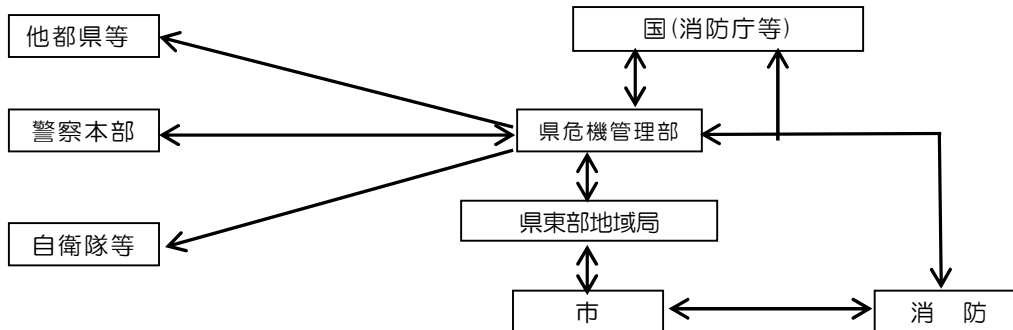 他都県等
国(消防庁等)
警察本部
県危機管理部
自衛隊等
県東部地域局
市
消　防